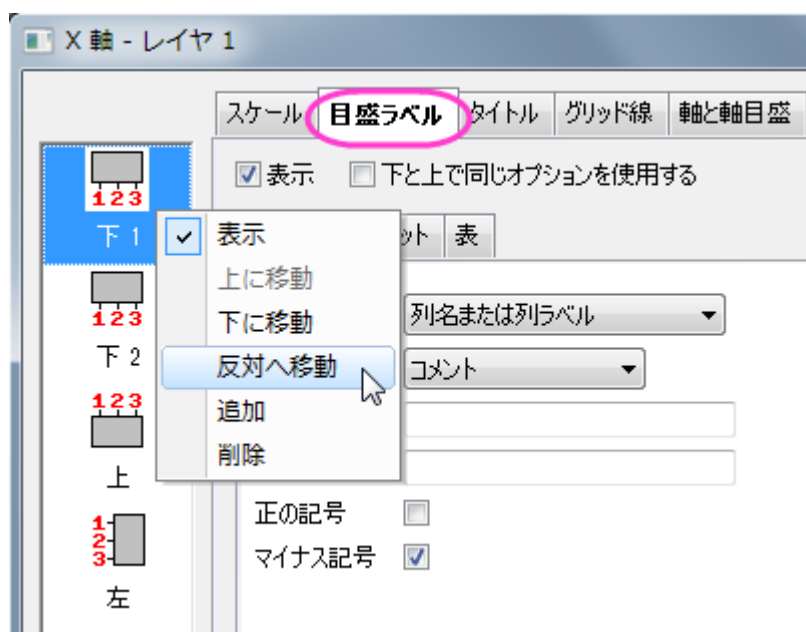 X 軸 - レイヤ 1
スケール 目盛ラベル タイトル グリッド線 軸と軸目盛
表示 下と上で同じオプションを使用する
123
下 1
表示
上に移動
下に移動
反対へ移動
追加
削除
ット 表
列名または列ラベル
コメント
123
下 2
123
上
正の記号
マイナス記号
1
2
3
左